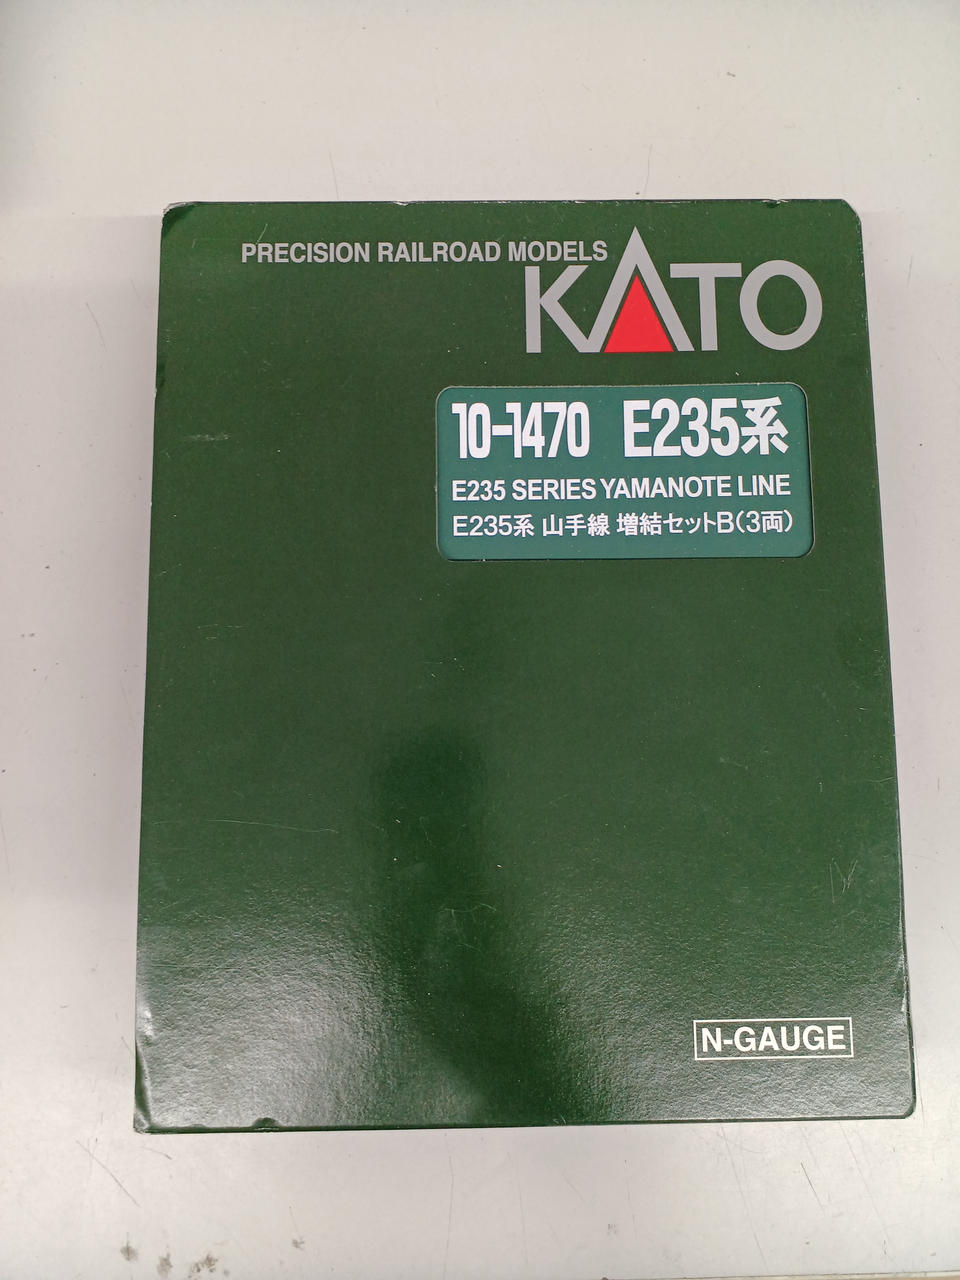 PRECISION RAILROAD MODELS
KATO
10-1470 E235系
E235 SERIES YAMANOTE LINE
E235系 山手線 増結セットB(3両)
N-GAUGE